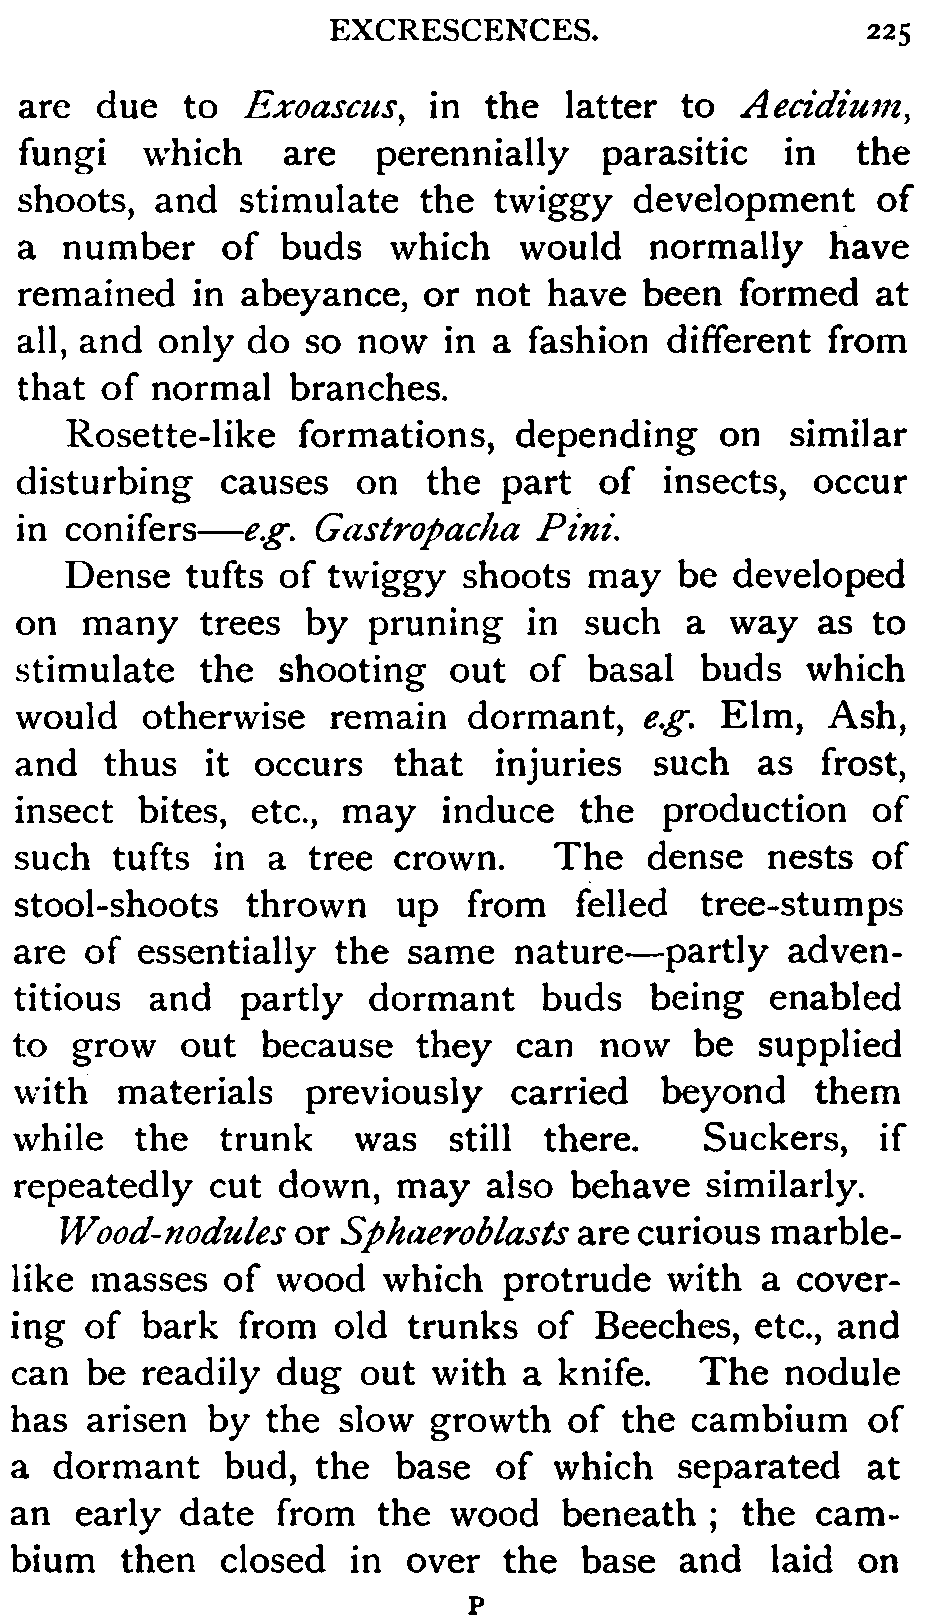 EXCRESCENCES. 225
are due to Exoascus, in the latter to Aecidium,
fungi which are perennially parasitic in the
shoots, and stimulate the twiggy development of
a number of buds which would normally have
remained in abeyance, or not have been formed at
all, and only do so now in a fashion different from
that of normal branches.
Rosette-like formations, depending on similar
disturbing causes on the part of insects, occur
in conifers—e.g. Gastropacha Pini.
Dense tufts of twiggy shoots may be developed
on many trees by pruning in such a way as to
stimulate the shooting out of basal buds which
would otherwise remain dormant, e.g. Elm, Ash,
and thus it occurs that injuries such as frost,
insect bites, etc., may induce the production of
such tufts in a tree crown. The dense nests of
stool-shoots thrown up from felled tree-stumps
are of essentially the same nature—partly adven-
titious and partly dormant buds being enabled
to grow out because they can now be supplied
with materials previously carried beyond them
while the trunk was still there. Suckers, if
repeatedly cut down, may also behave similarly.
Wood-nodules or Sphaeroblasts are curious marble-
like masses of wood which protrude with a cover-
ing of bark from old trunks of Beeches, etc., and
can be readily dug out with a knife. The nodule
has arisen by the slow growth of the cambium of
a dormant bud, the base of which separated at
an early date from the wood beneath ; the cam-
bium then closed in over the base and laid on
P